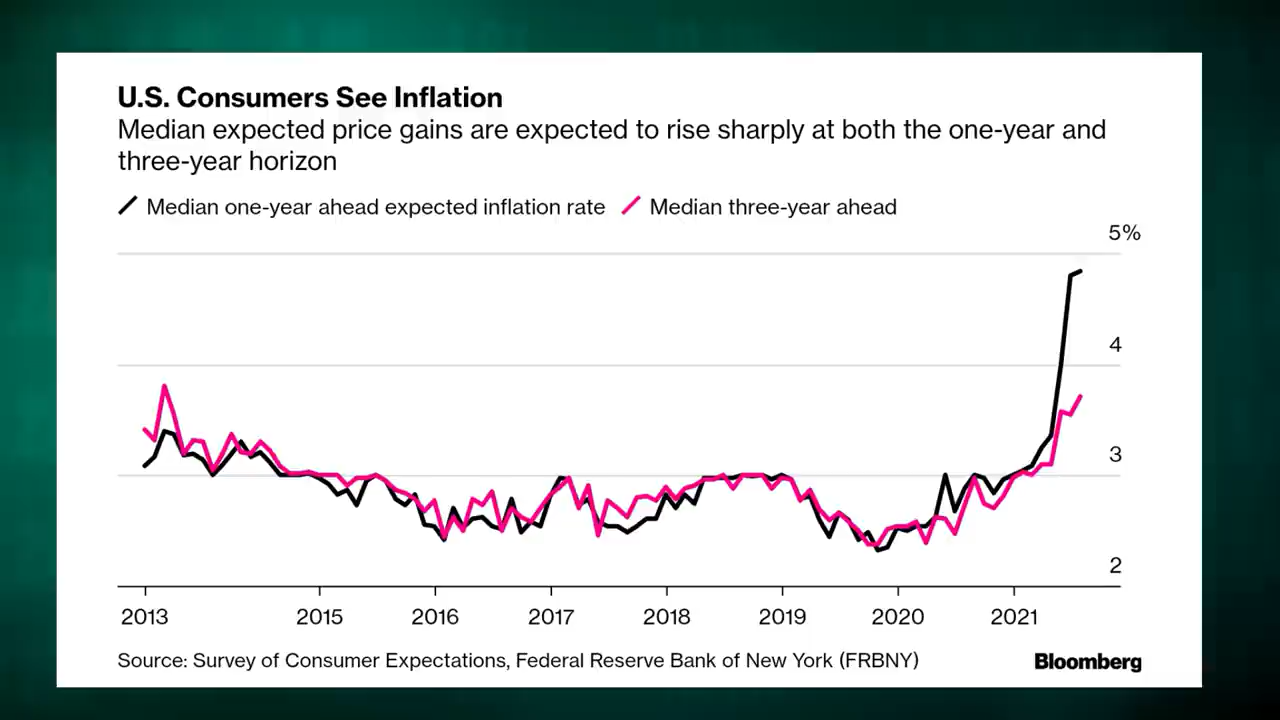 U.S. Consumers See Inflation
Median expected price gains are expected to rise sharply at both the one-year and
three-year horizon
Median one-year ahead expected inflation rate Median three-year ahead
5%
4
3
2
2013 2015 2016 2017 2018 2019 2020 2021
Source: Survey of Consumer Expectations, Federal Reserve Bank of New York (FRBNY)
Bloomberg